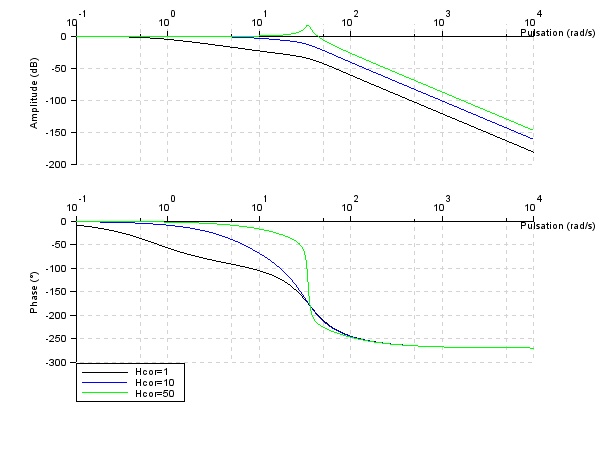 10^-1 10^0 10^1 10^2 10^3 10^4
Pulsation (rad/s)
0
-50
-100
-150
-200
Amplitude (dB)
10^-1 10^0 10^1 10^2 10^3 10^4
Pulsation (rad/s)
0
-50
-100
-150
-200
-250
-300
Phase (°)
Hcor=1
Hcor=10
Hcor=50